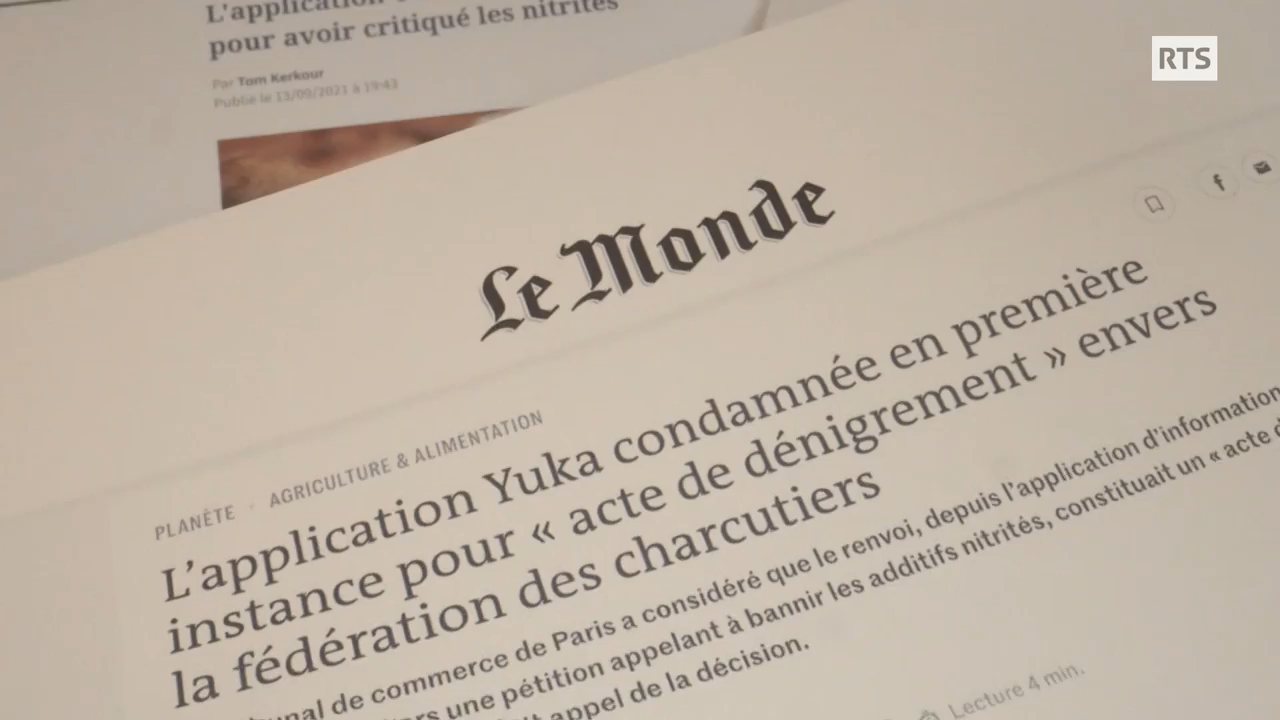 L'application
pour avoir critiqué les nitrites
Par Tom Kerkour
Publié le 13/09/2021 à 19:43
RTS
Le Monde
PLANÈTE · AGRICULTURE & ALIMENTATION
L'application Yuka condamnée en première
instance pour « acte de dénigrement » envers
la fédération des charcutiers
de commerce de Paris a considéré que le renvoi, depuis l'application d'information
une pétition appelant à bannir les additifs nitrités, constituait un « acte
appel de la décision.
Lecture 4 min.